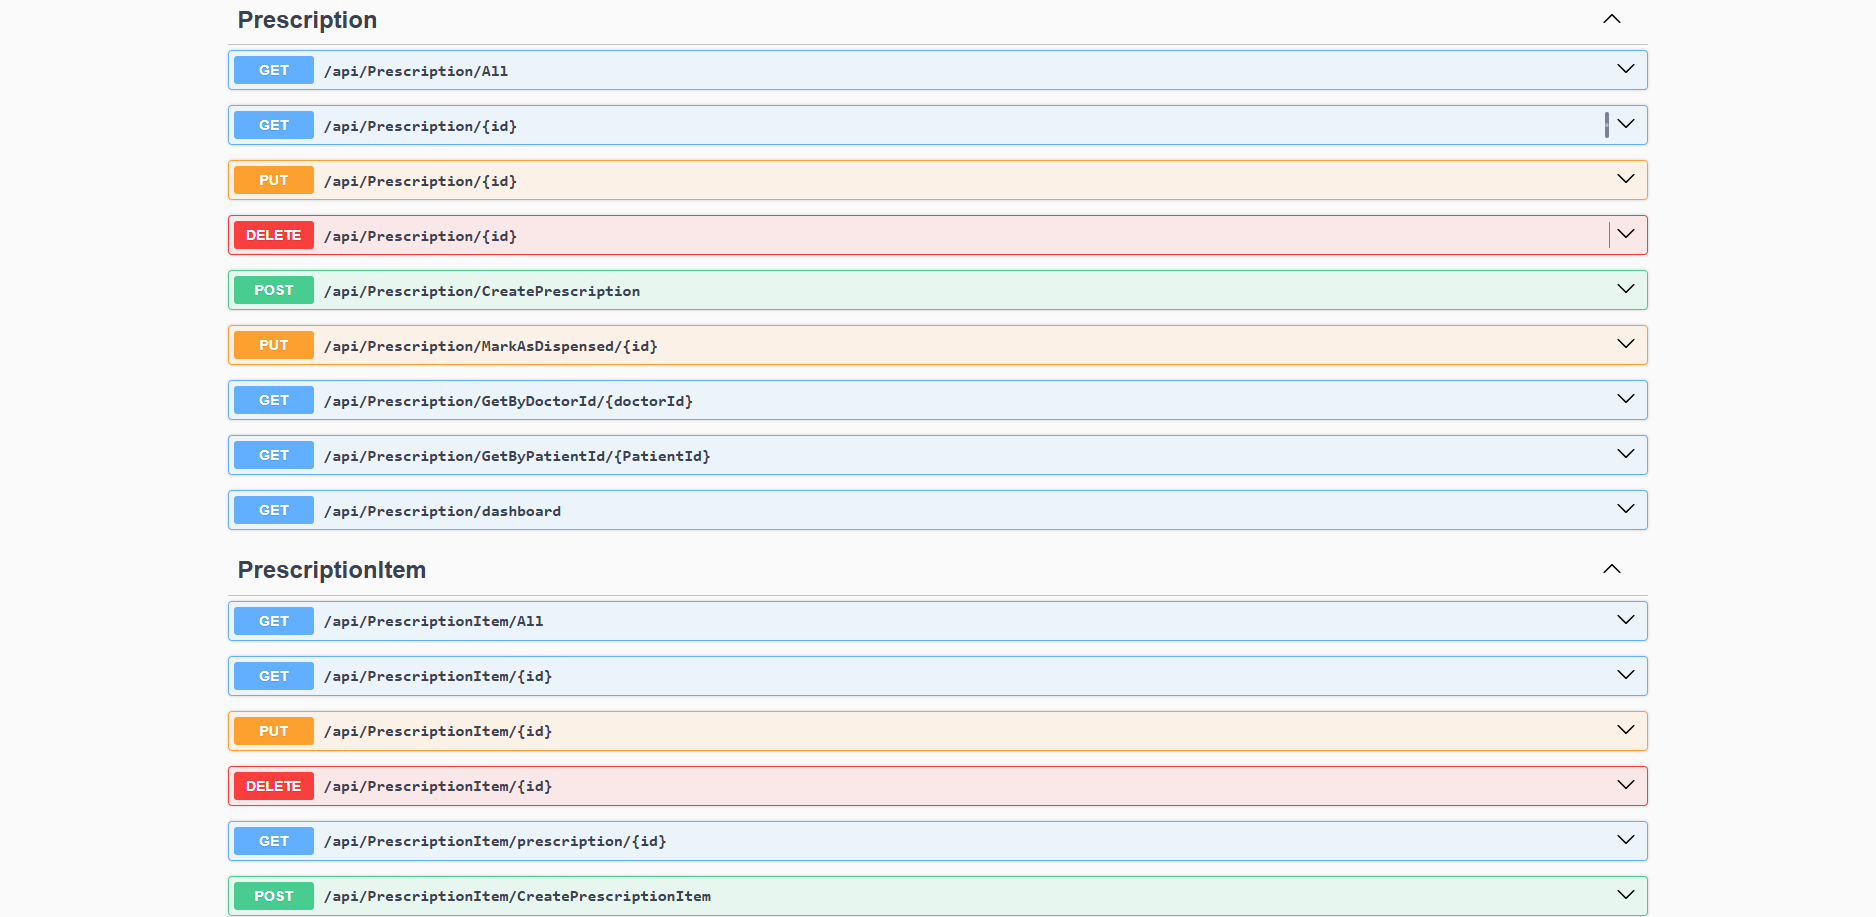 Prescription
GET /api/Prescription/All
GET /api/Prescription/{id}
PUT /api/Prescription/{id}
DELETE /api/Prescription/{id}
POST /api/Prescription/CreatePrescription
PUT /api/Prescription/MarkAsDispensed/{id}
GET /api/Prescription/GetByDoctorId/{doctorId}
GET /api/Prescription/GetByPatientId/{PatientId}
GET /api/Prescription/dashboard
PrescriptionItem
GET /api/PrescriptionItem/All
GET /api/PrescriptionItem/{id}
PUT /api/PrescriptionItem/{id}
DELETE /api/PrescriptionItem/{id}
GET /api/PrescriptionItem/prescription/{id}
POST /api/PrescriptionItem/CreatePrescriptionItem